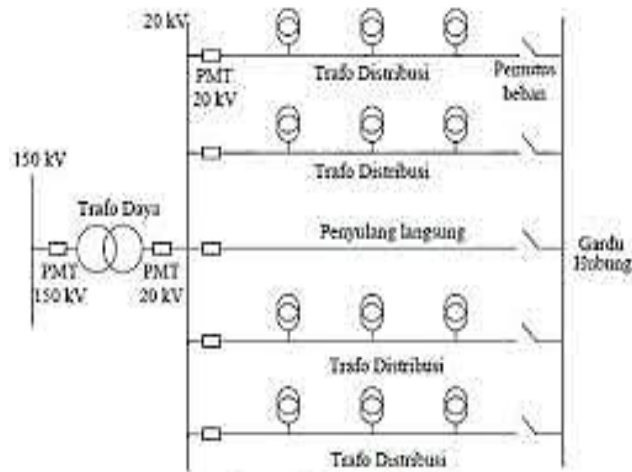 20 kV
PMT
20 kV
Trafo Distribusi
Pemutus
beban
Trafo Distribusi
150 kV
Trafo Daya
PMT
150 kV
PMT
20 kV
Penyulang langsung
Gardu
Hubung
Trafo Distribusi
Trafo Distribusi